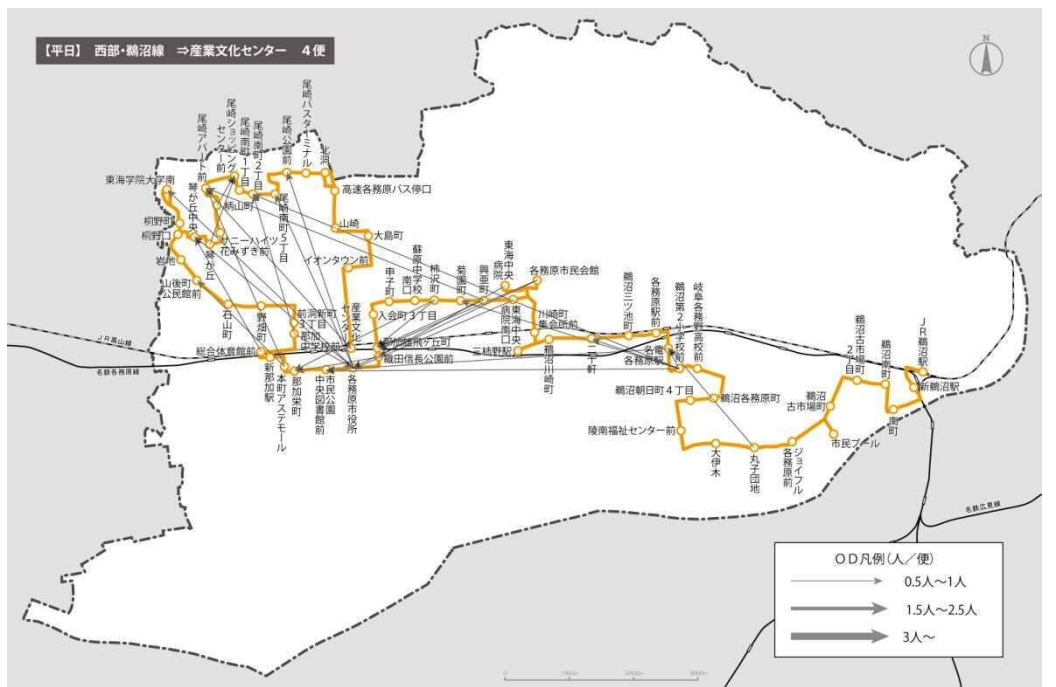 【平日】 西部・鵜沼線 ⇒産業文化センター ４便
N
尾崎アパート前
尾崎ショッピングセンター前
尾崎南町１丁目
尾崎南町２丁目
尾崎公園前
尾崎バスターミナル
北洞
東海学院大学南
琴が丘中央
柄山町
尾崎南町５丁目
高速各務原バス停口
桐野町
桐野口
サニーハイツ花みずき前
琴が丘
山崎
大島町
岩地
山後町公民館前
イオンタウン前
申子町
蘇原中学校南口
柿沢町
菊園町
興亜町
東海中央病院
各務原市民会館
石山町
野畑町
前洞新町３丁目
那加中学校前
産業文化センター
入会町３丁目
東海中央病院南口
川崎町集会所前
鵜沼三ツ池町
各務原駅前
鵜沼第２小学校前
岐阜各務野高校前
ＪＲ高山線
名鉄各務原線
総合体育館前
新那加駅
本町アステモール
那加栄町
市民公園中央図書館前
各務原市役所
那加雄飛ヶ丘町
織田信長公園前
三柿野駅
鵜沼川崎町
二十軒
名電各務原駅
鵜沼朝日町４丁目
鵜沼各務原町
陵南福祉センター前
大伊木
丸子団地
ジョイフル各務原前
市民プール
鵜沼古市場町
鵜沼古市場町２丁目
鵜沼南町
南町
ＪＲ鵜沼駅
新鵜沼駅
名鉄広見線
ＯＤ凡例(人／便)
0.5人～1人
1.5人～2.5人
3人～
0 1000m 2000m 3000m